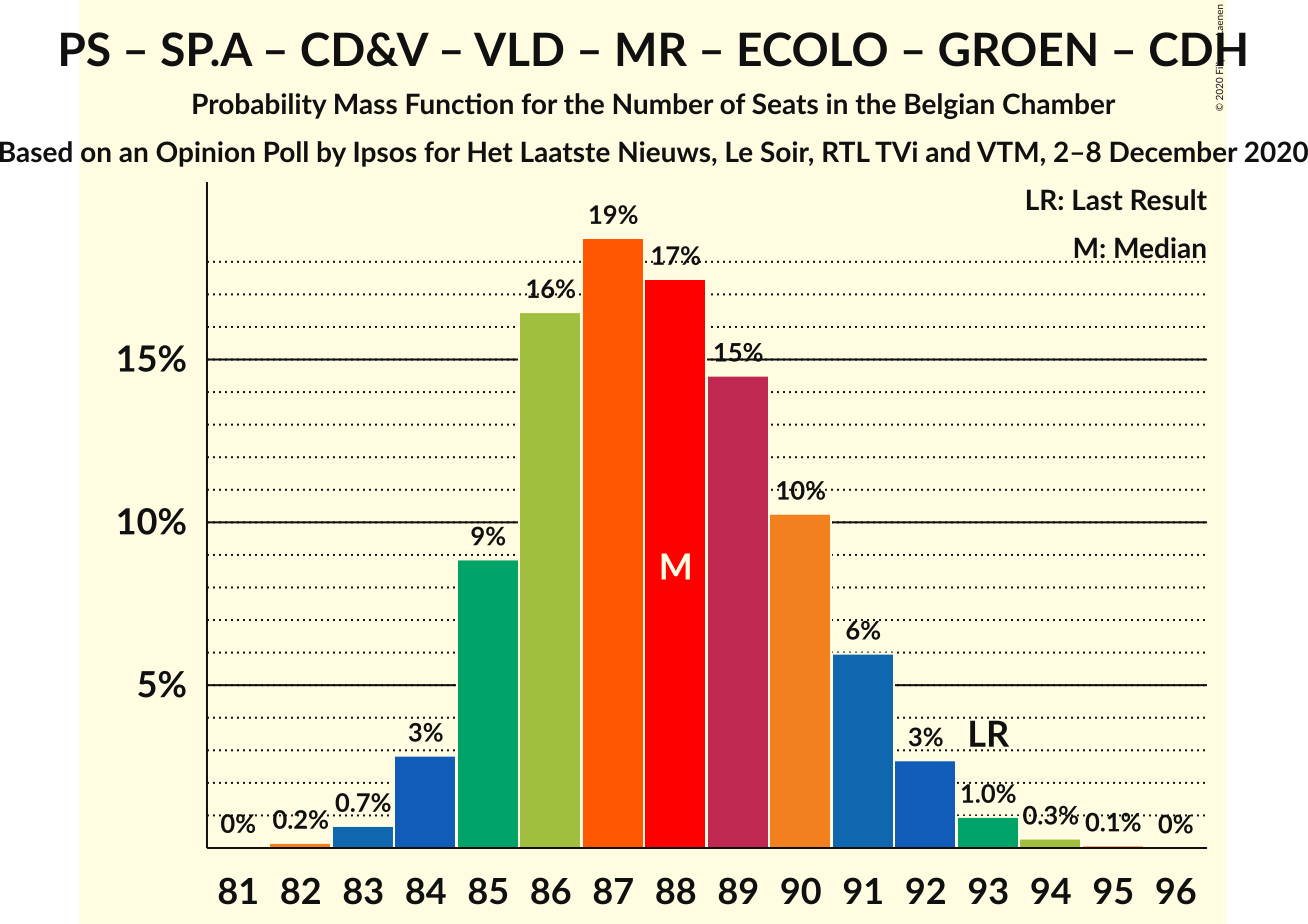 PS – SP.A – CD&V – VLD – MR – ECOLO – GROEN – CDH
Probability Mass Function for the Number of Seats in the Belgian Chamber
Based on an Opinion Poll by Ipsos for Het Laatste Nieuws, Le Soir, RTL TVi and VTM, 2–8 December 2020
© 2020
LR: Last Result
M: Median
19%
17%
16%
15%
15%
10%
10%
9%
M
6%
5%
3%
3%
LR
0%
0.2%
0.7%
1.0%
0.3%
0.1%
0%
81 82 83 84 85 86 87 88 89 90 91 92 93 94 95 96